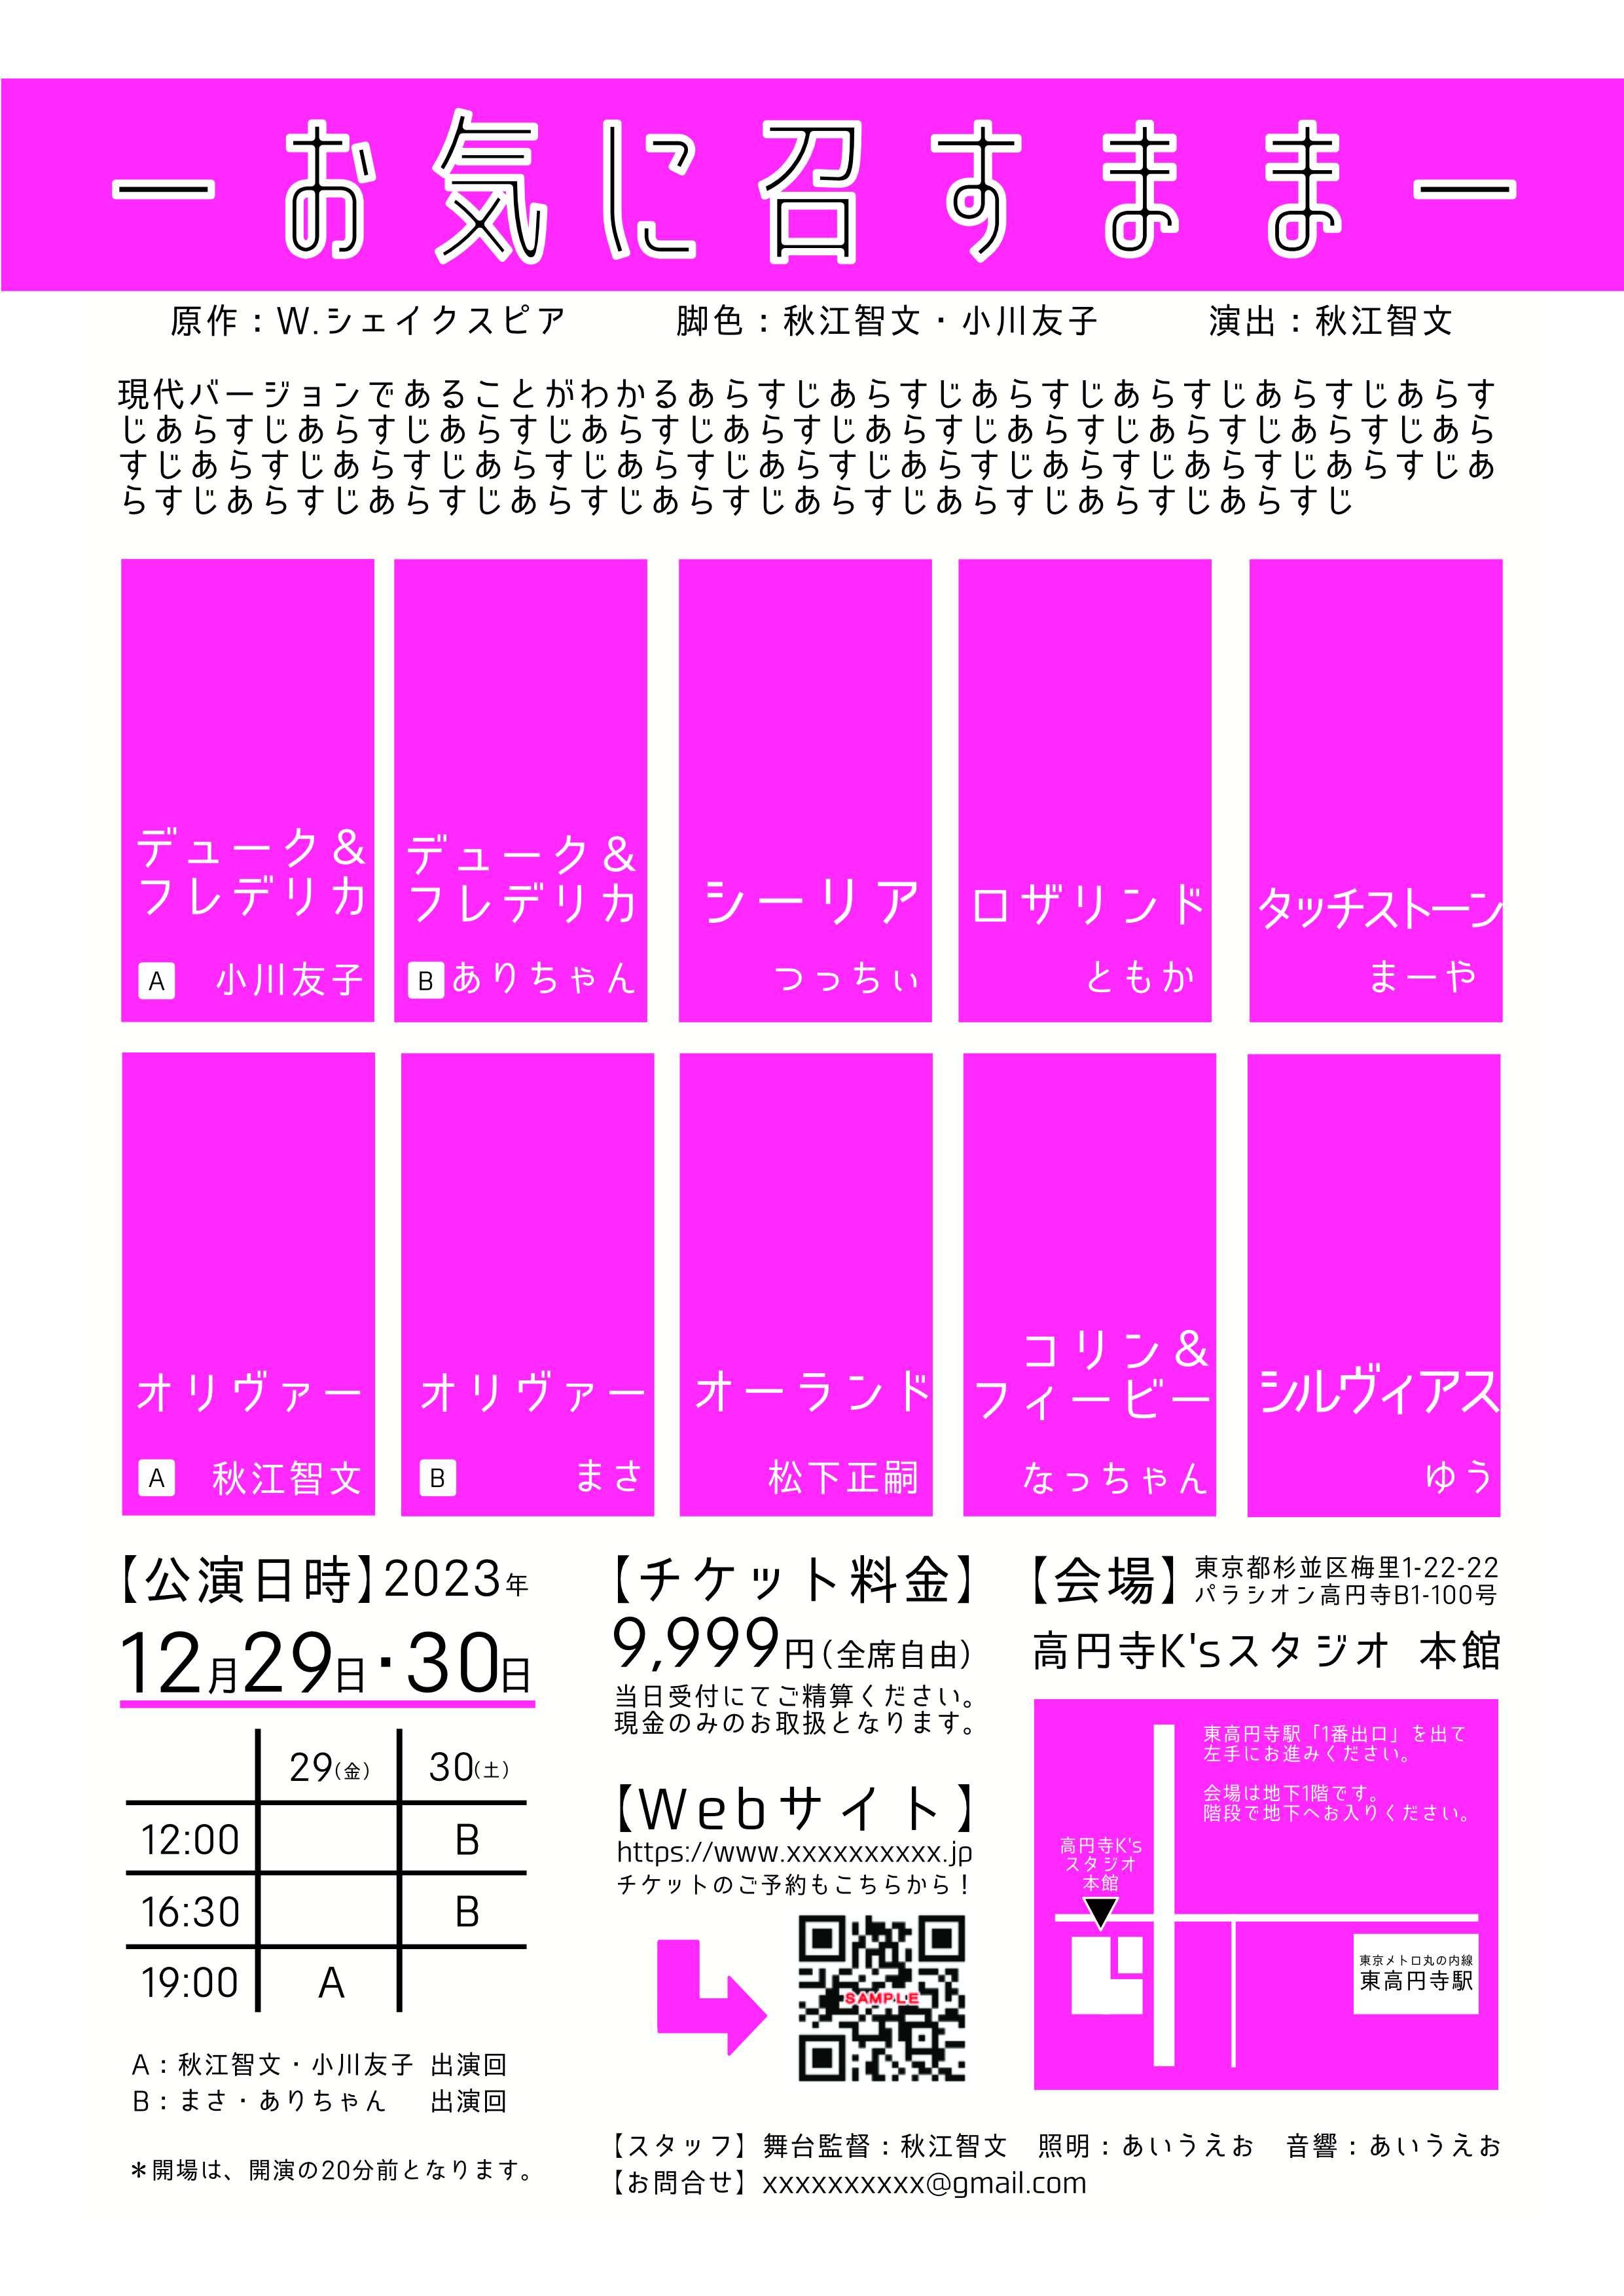 ーお気に召すままー
原作：W.シェイクスピア　脚色：秋江智文・小川友子　演出：秋江智文
現代バージョンであることがわかるあらすじあらすじあらすじあらすじあらすじあらす
じあらすじあらすじあらすじあらすじあらすじあらすじあらすじあらすじあらすじあら
すじあらすじあらすじあらすじあらすじあらすじあらすじあらすじあらすじあらすじあ
らすじあらすじあらすじあらすじあらすじあらすじあらすじあらすじあらすじ
デューク＆
フレデリカ
A 小川友子
デューク＆
フレデリカ
B ありちゃん
シーリア
つっちぃ
ロザリンド
ともか
タッチストーン
まーや
オリヴァー
A 秋江智文
オリヴァー
B まさ
オーランド
松下正嗣
コリン＆
フィービー
なっちゃん
シルヴィアス
ゆう
【公演日時】2023年
12月29日・30日
29(金) 30(土)
12:00 B
16:30 B
19:00 A
A：秋江智文・小川友子 出演回
B：まさ・ありちゃん 出演回
＊開場は、開演の20分前となります。
【チケット料金】
9,999円(全席自由)
当日受付にてご精算ください。
現金のみのお取扱となります。
【Webサイト】
https://www.xxxxxxxxxx.jp
チケットのご予約もこちらから！
SAMPLE
【会場】
東京都杉並区梅里1-22-22
パラシオン高円寺B1-100号
高円寺K'sスタジオ 本館
東高円寺駅「1番出口」を出て
左手にお進みください。
会場は地下1階です。
階段で地下へお入りください。
高円寺K's
スタジオ
本館
東京メトロ丸の内線
東高円寺駅
【スタッフ】舞台監督：秋江智文　照明：あいうえお　音響：あいうえお
【お問合せ】xxxxxxxxxx@gmail.com